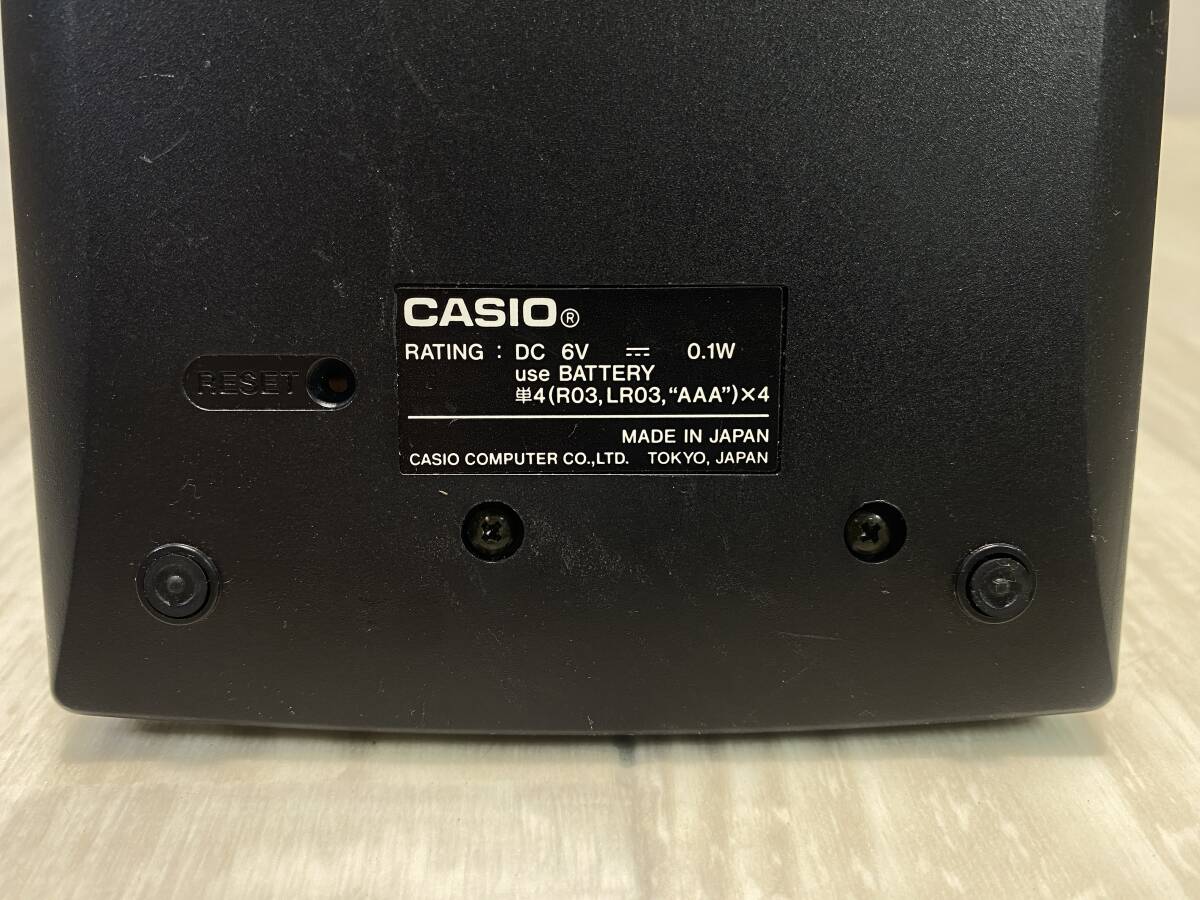 CASIO®
RATING : DC 6V ⎓ 0.1W
use BATTERY
単4(R03, LR03, “AAA”)×4
MADE IN JAPAN
CASIO COMPUTER CO.,LTD. TOKYO, JAPAN
RESET